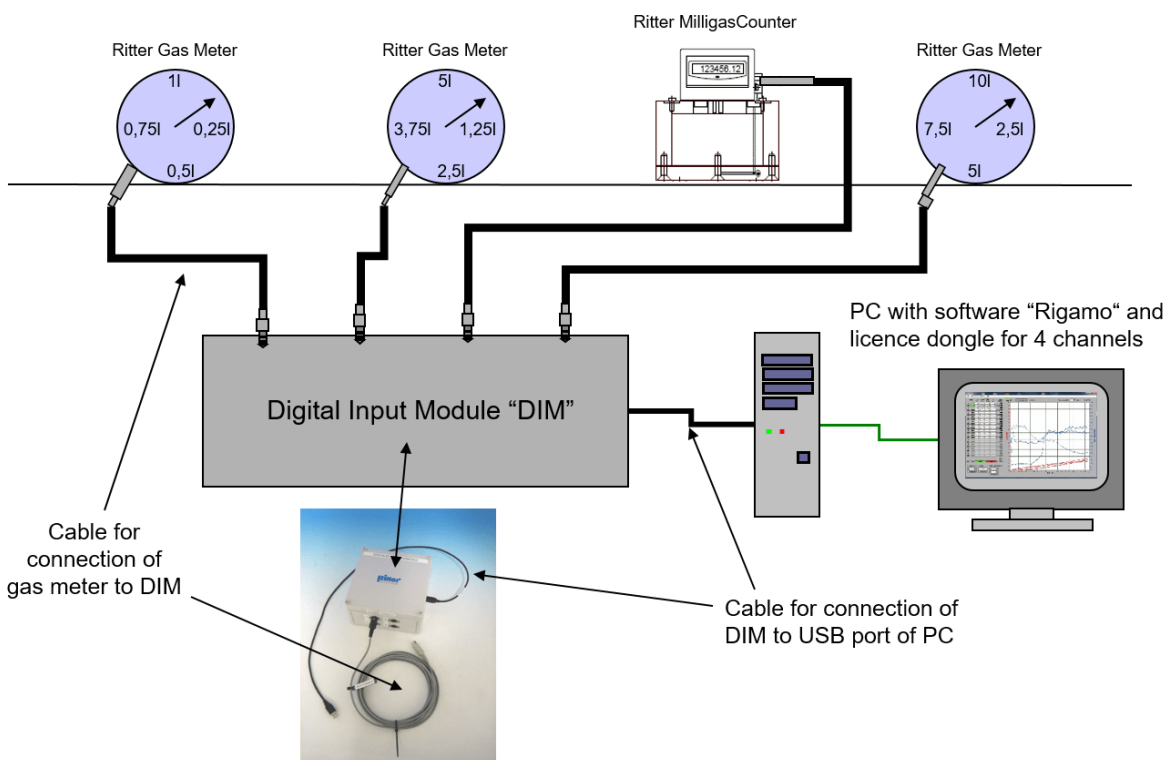 Ritter MilligasCounter
Ritter Gas Meter
Ritter Gas Meter
Ritter Gas Meter
123456.12
1l
0,75l
0,25l
0,5l
5l
3,75l
1,25l
2,5l
10l
7,5l
2,5l
5l
PC with software “Rigamo“ and
licence dongle for 4 channels
Digital Input Module “DIM”
Cable for
connection of
gas meter to DIM
Cable for connection of
DIM to USB port of PC